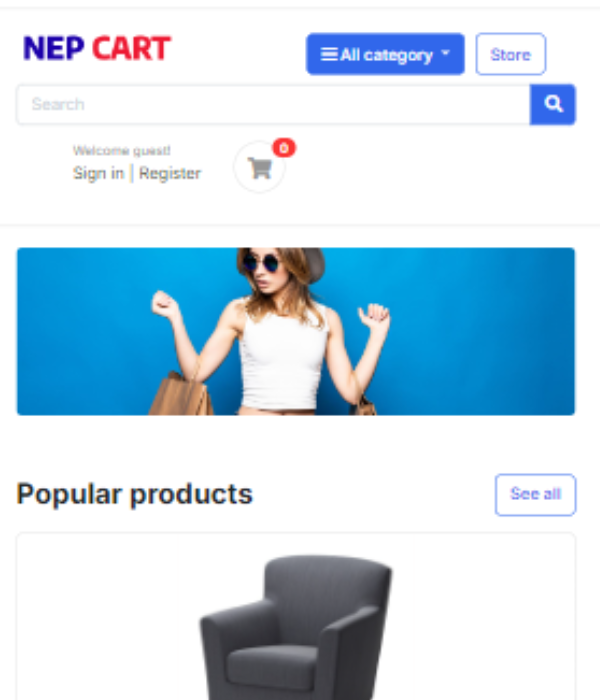 NEP CART
All category
Store
Search
Welcome guest!
Sign in | Register
0
Popular products
See all